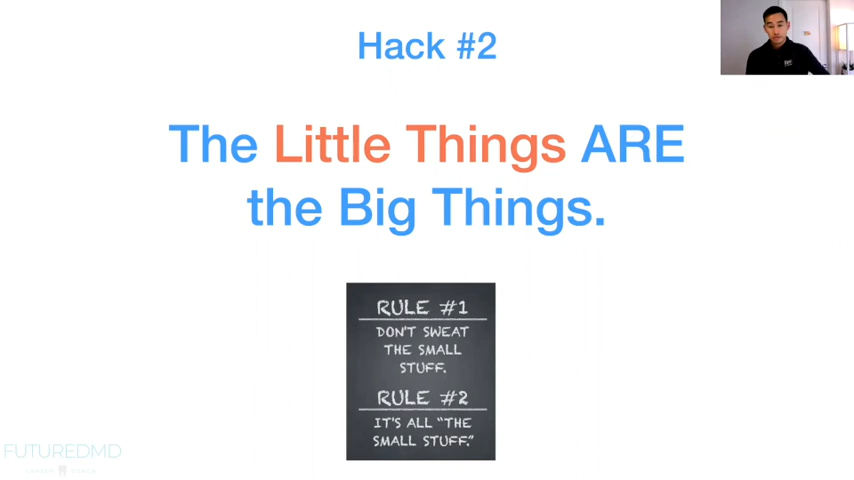 Hack #2
The Little Things ARE
the Big Things.
RULE #1
DON'T SWEAT
THE SMALL
STUFF.
RULE #2
IT'S ALL "THE
SMALL STUFF."
FUTUREDMD